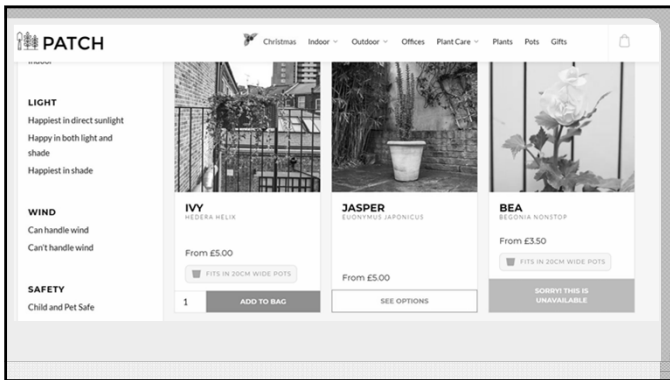 PATCH
Christmas Indoor Outdoor Offices Plant Care Plants Pots Gifts
Indoor
LIGHT
Happiest in direct sunlight
Happy in both light and
shade
Happiest in shade
WIND
Can handle wind
Can't handle wind
SAFETY
Child and Pet Safe
IVY
HEDERA HELIX
From £5.00
FITS IN 20CM WIDE POTS
1 ADD TO BAG
JASPER
EUONYMUS JAPONICUS
From £5.00
SEE OPTIONS
BEA
BEGONIA NONSTOP
From £3.50
FITS IN 20CM WIDE POTS
SORRY! THIS IS
UNAVAILABLE